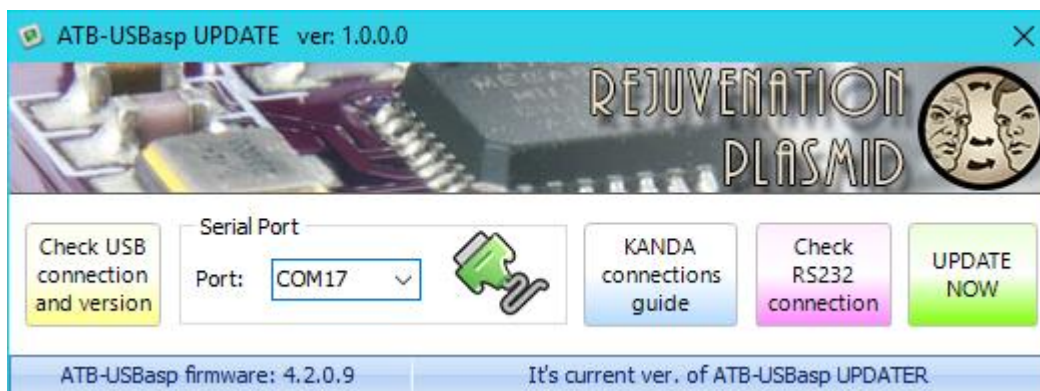 ATB-USBasp UPDATE ver: 1.0.0.0
REJUVENATION
PLASMID
Check USB
connection
and version
Serial Port
Port:
COM17
KANDA
connections
guide
Check
RS232
connection
UPDATE
NOW
ATB-USBasp firmware: 4.2.0.9
It's current ver. of ATB-USBasp UPDATER